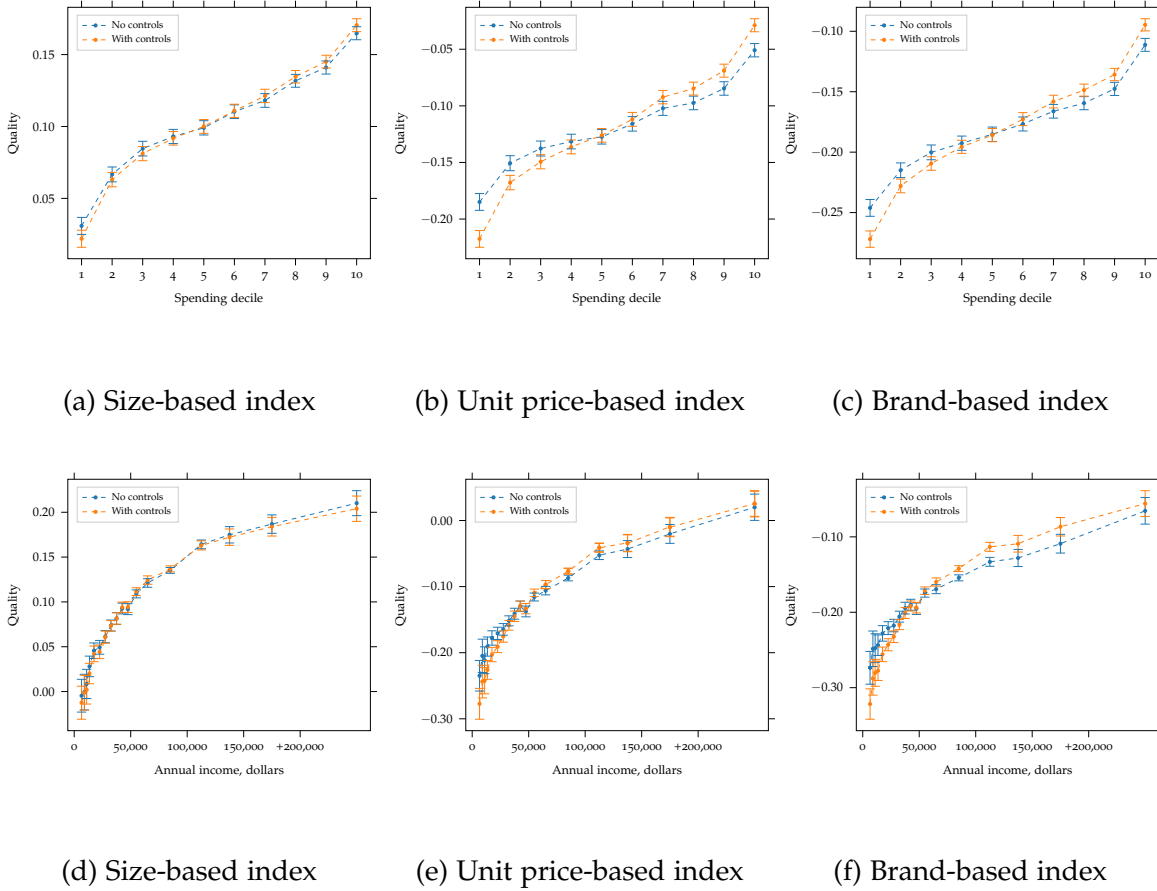 No controls
With controls
Quality
0.15
0.10
0.05
1 2 3 4 5 6 7 8 9 10
Spending decile
(a) Size-based index
No controls
With controls
Quality
−0.05
−0.10
−0.15
−0.20
1 2 3 4 5 6 7 8 9 10
Spending decile
(b) Unit price-based index
No controls
With controls
Quality
−0.10
−0.15
−0.20
−0.25
1 2 3 4 5 6 7 8 9 10
Spending decile
(c) Brand-based index
No controls
With controls
Quality
0.20
0.15
0.10
0.05
0.00
0 50,000 100,000 150,000 +200,000
Annual income, dollars
(d) Size-based index
No controls
With controls
Quality
0.00
−0.10
−0.20
−0.30
0 50,000 100,000 150,000 +200,000
Annual income, dollars
(e) Unit price-based index
No controls
With controls
Quality
−0.10
−0.20
−0.30
0 50,000 100,000 150,000 +200,000
Annual income, dollars
(f) Brand-based index